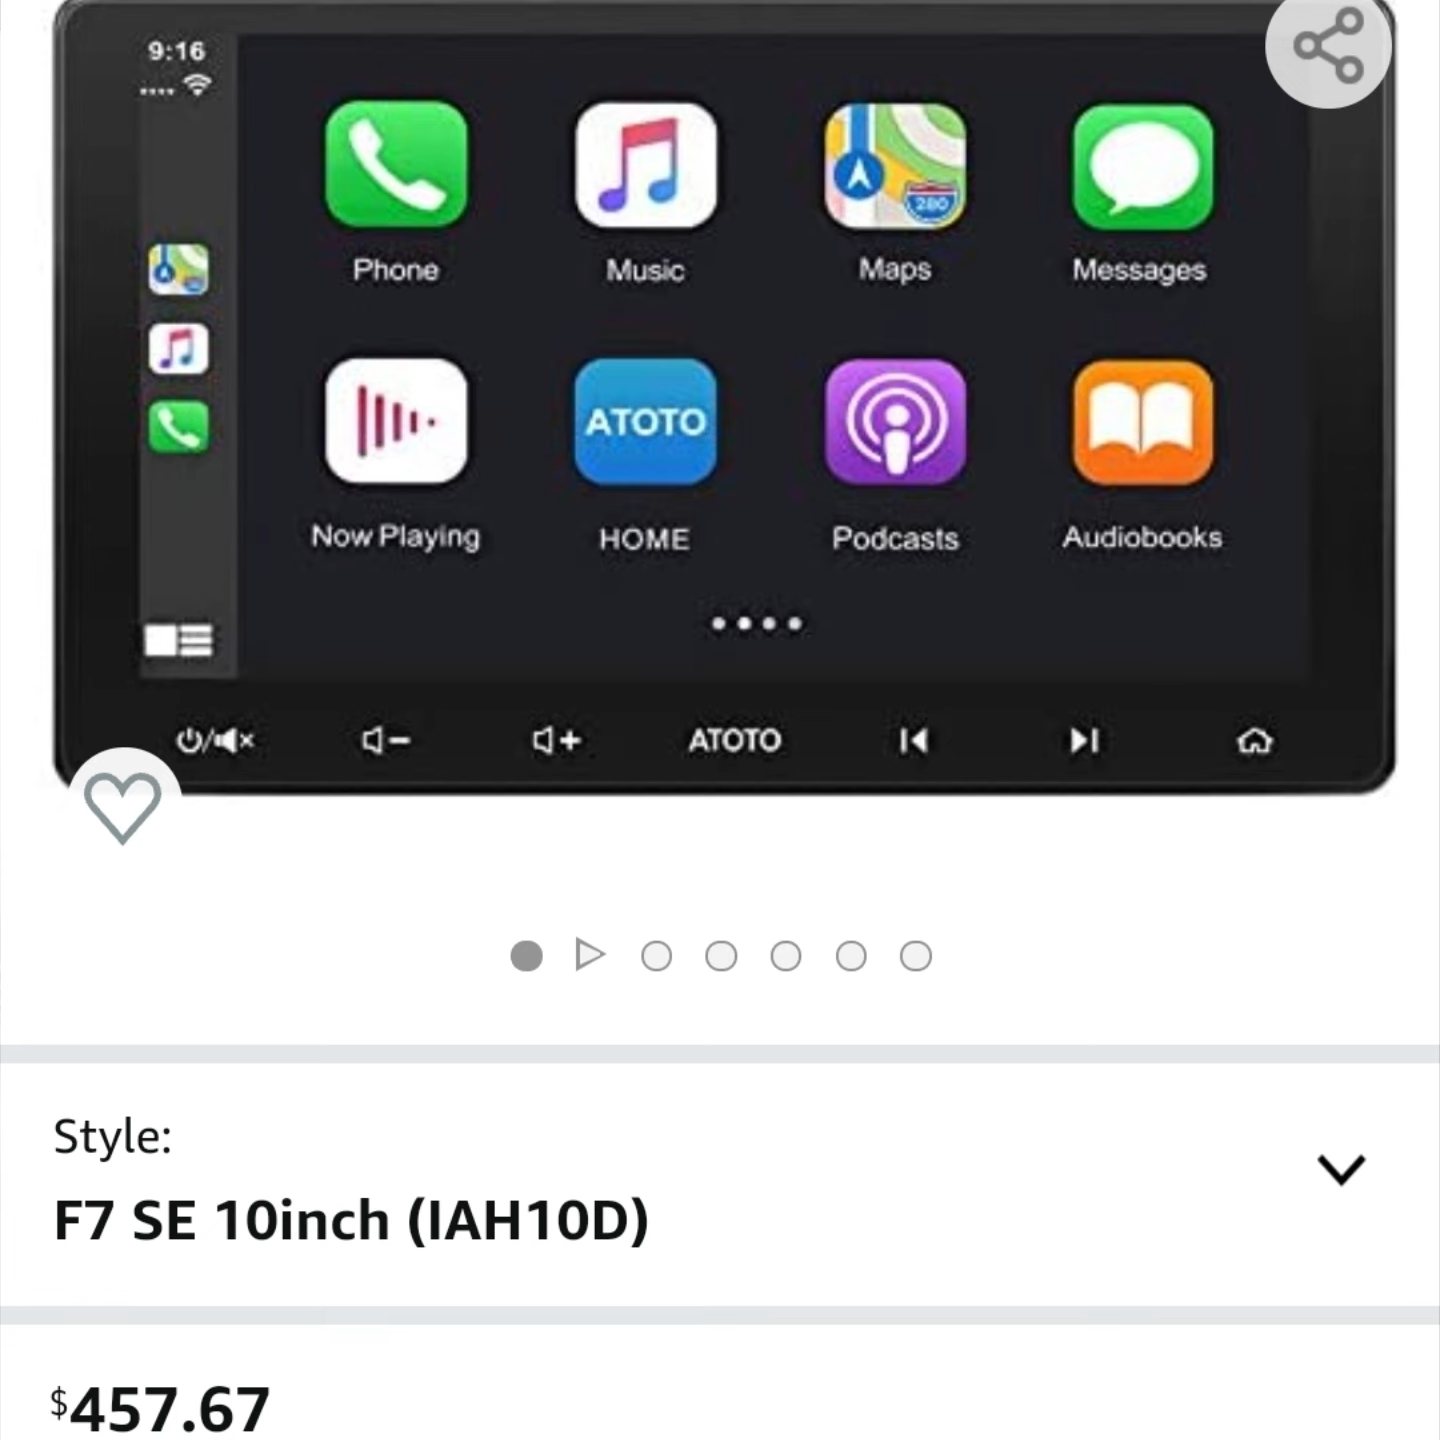 9:16
Phone
Music
Maps
280
Messages
Now Playing
ATOTO
HOME
Podcasts
Audiobooks
ATOTO
Style:
F7 SE 10inch (IAH10D)
$457.67